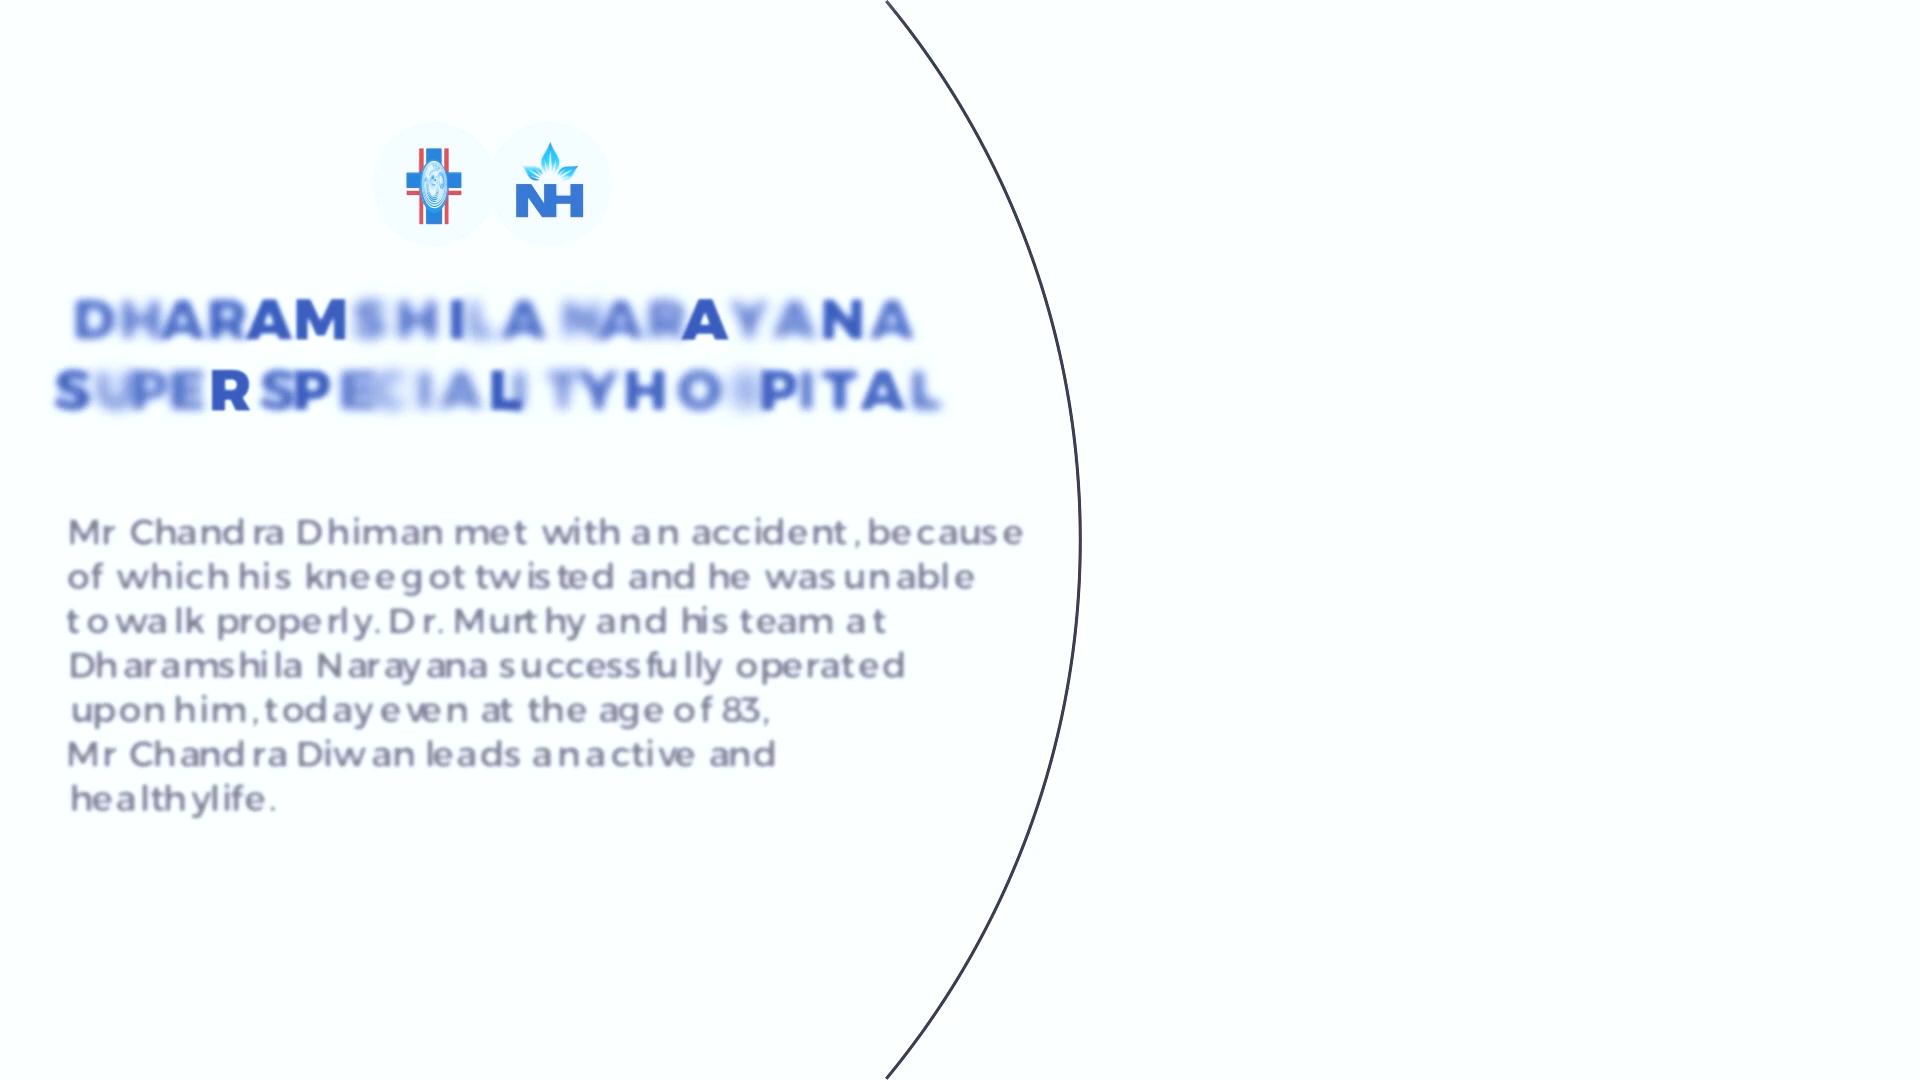 NH
DHARAMSHILA NARAYANA
SUPERSPECIALITY HOSPITAL
Mr Chandra Dhiman met with an accident, because
of which his knee got twisted and he was unable
to walk properly. Dr. Murthy and his team at
Dharamshila Narayana successfully operated
upon him, today even at the age of 83,
Mr Chandra Diwan leads an active and
healthy life.